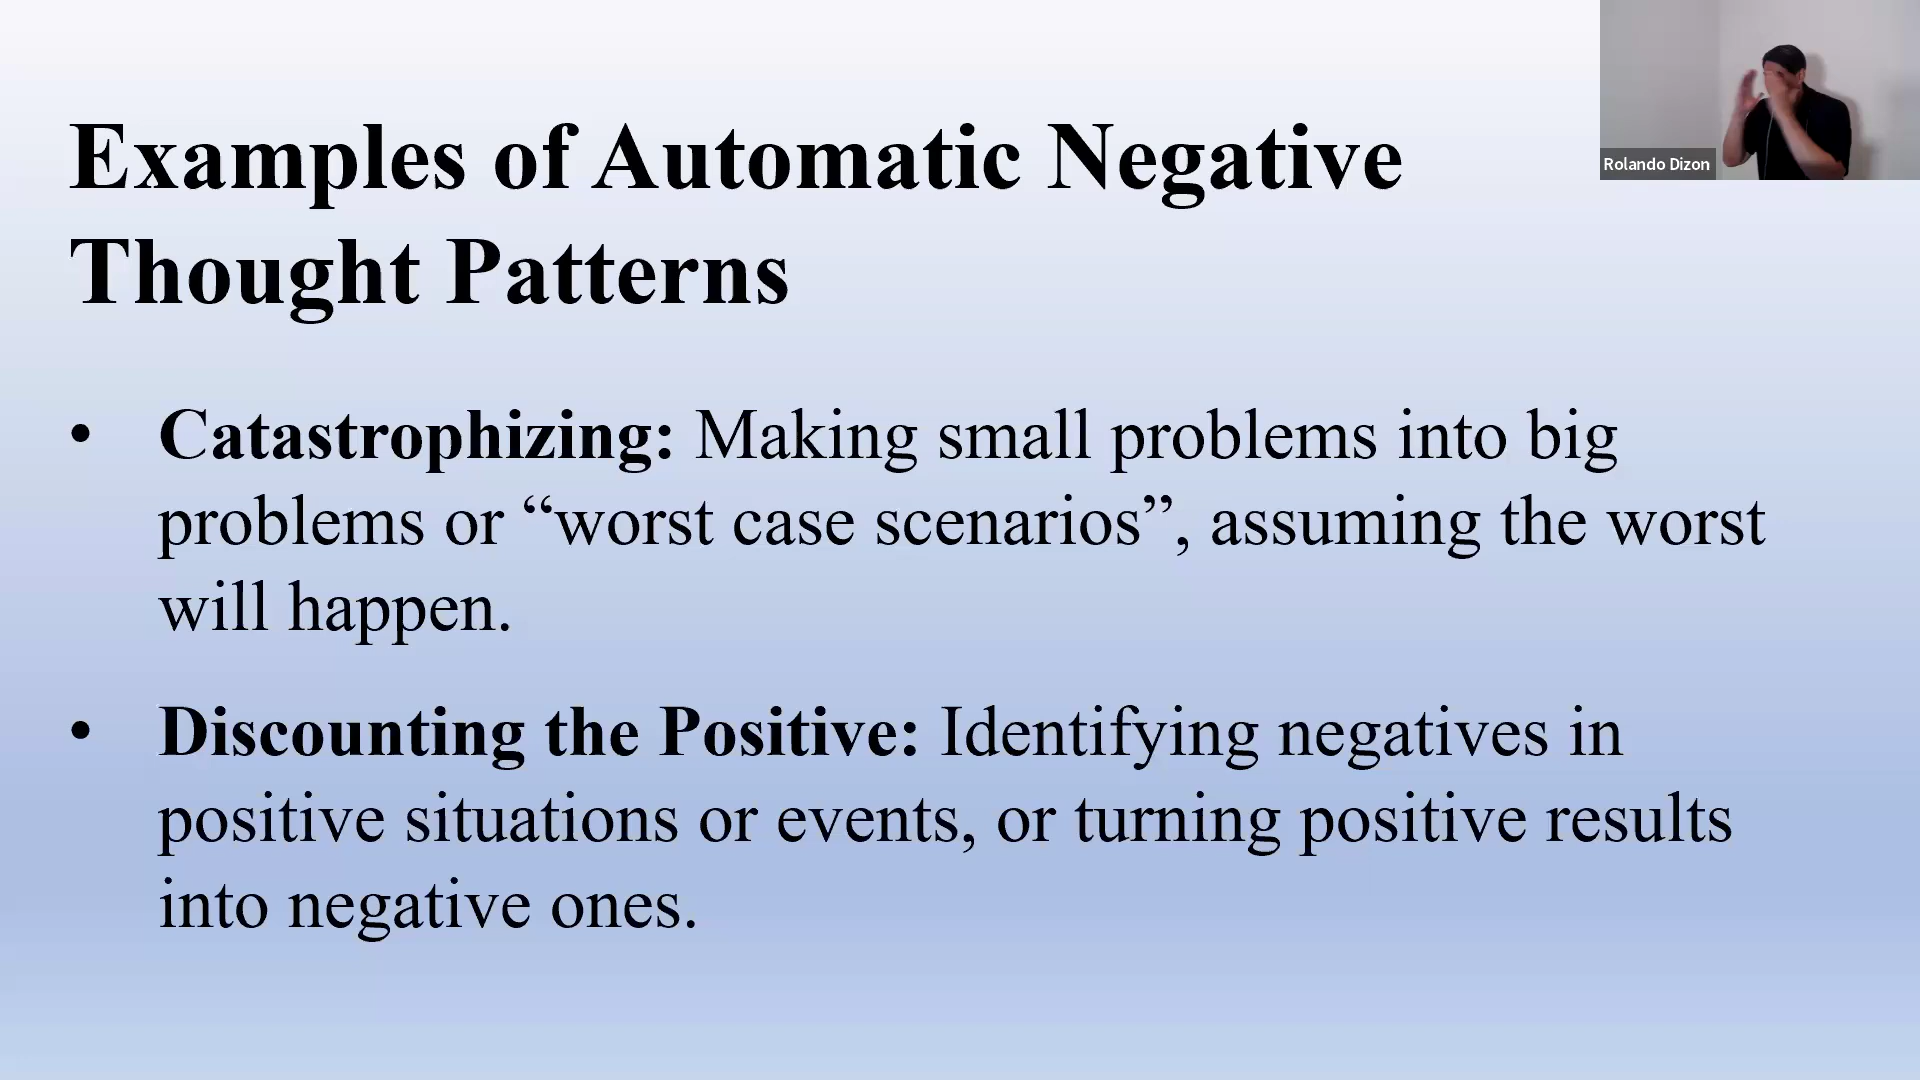 Examples of Automatic Negative
Thought Patterns
Rolando Dizon
• Catastrophizing: Making small problems into big
problems or “worst case scenarios”, assuming the worst
will happen.
• Discounting the Positive: Identifying negatives in
positive situations or events, or turning positive results
into negative ones.